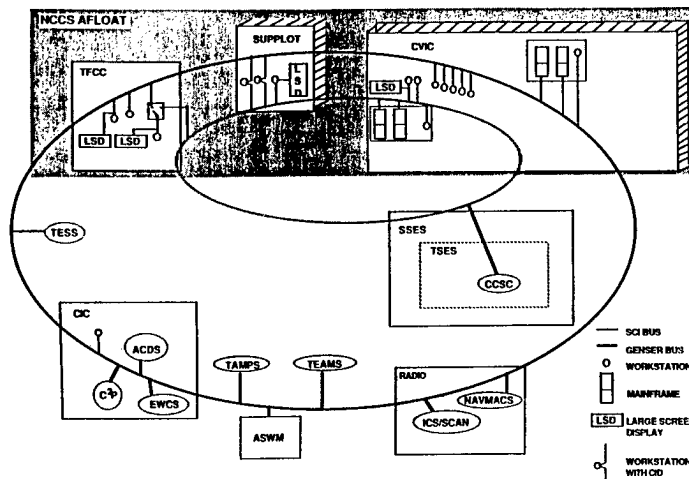 NCCS AFLOAT
SUPPLOT
CVIC
TFCC
L
S
D
LSD
LSD
LSD
TESS
SSES
TSES
CCSC
CIC
ACDS
C²P
EWCS
TAMPS
TEAMS
ASWM
RADIO
NAVMACS
ICS/SCAN
SCI BUS
GENSER BUS
WORKSTATION
MAINFRAME
LSD
LARGE SCREEN
DISPLAY
WORKSTATION
WITH CID